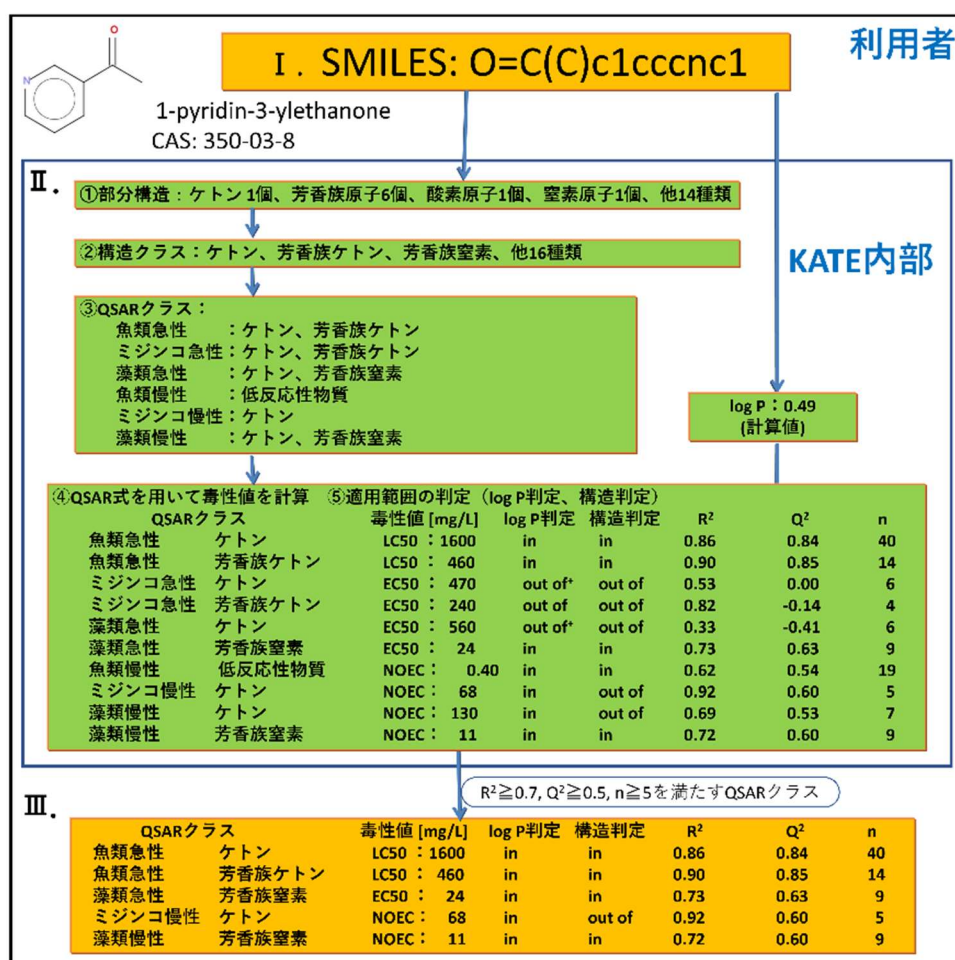 利用者
O
N
Ⅰ. SMILES: O=C(C)c1cccnc1
1-pyridin-3-ylethanone
CAS: 350-03-8
Ⅱ.
①部分構造：ケトン 1個、芳香族原子6個、酸素原子1個、窒素原子1個、他14種類
②構造クラス：ケトン、芳香族ケトン、芳香族窒素、他16種類
KATE内部
③QSARクラス：
魚類急性 ：ケトン、芳香族ケトン
ミジンコ急性：ケトン、芳香族ケトン
藻類急性 ：ケトン、芳香族窒素
魚類慢性 ：低反応性物質
ミジンコ慢性：ケトン
藻類慢性 ：ケトン、芳香族窒素
log P：0.49
(計算値)
④QSAR式を用いて毒性値を計算 ⑤適用範囲の判定（log P判定、構造判定）
QSARクラス 毒性値 [mg/L] log P判定 構造判定 R² Q² n
魚類急性 ケトン LC50：1600 in in 0.86 0.84 40
魚類急性 芳香族ケトン LC50： 460 in in 0.90 0.85 14
ミジンコ急性 ケトン EC50： 470 out of⁺ out of 0.53 0.00 6
ミジンコ急性 芳香族ケトン EC50： 240 out of out of 0.82 -0.14 4
藻類急性 ケトン EC50： 560 out of⁺ out of 0.33 -0.41 6
藻類急性 芳香族窒素 EC50： 24 in in 0.73 0.63 9
魚類慢性 低反応性物質 NOEC： 0.40 in in 0.62 0.54 19
ミジンコ慢性 ケトン NOEC： 68 in out of 0.92 0.60 5
藻類慢性 ケトン NOEC： 130 in out of 0.69 0.53 7
藻類慢性 芳香族窒素 NOEC： 11 in in 0.72 0.60 9
R²≧0.7, Q²≧0.5, n≧5を満たすQSARクラス
Ⅲ.
QSARクラス 毒性値 [mg/L] log P判定 構造判定 R² Q² n
魚類急性 ケトン LC50：1600 in in 0.86 0.84 40
魚類急性 芳香族ケトン LC50： 460 in in 0.90 0.85 14
藻類急性 芳香族窒素 EC50： 24 in in 0.73 0.63 9
ミジンコ慢性 ケトン NOEC： 68 in out of 0.92 0.60 5
藻類慢性 芳香族窒素 NOEC： 11 in in 0.72 0.60 9